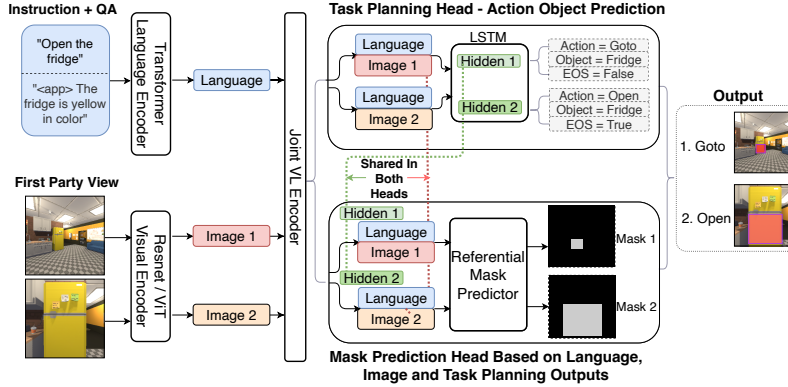 Instruction + QA
"Open the
fridge"
"<app> The
fridge is yellow
in color"
Transformer
Language Encoder
Language
First Party View
Resnet / ViT
Visual Encoder
Image 1
Image 2
Joint VL Encoder
Task Planning Head - Action Object Prediction
Language
Image 1
Language
Image 2
LSTM
Hidden 1
Hidden 2
Action = Goto
Object = Fridge
EOS = False
Action = Open
Object = Fridge
EOS = True
Shared In
Both
Heads
Hidden 1
Language
Image 1
Hidden 2
Language
Image 2
Referential
Mask
Predictor
Mask 1
Mask 2
Mask Prediction Head Based on Language,
Image and Task Planning Outputs
Output
1. Goto
2. Open